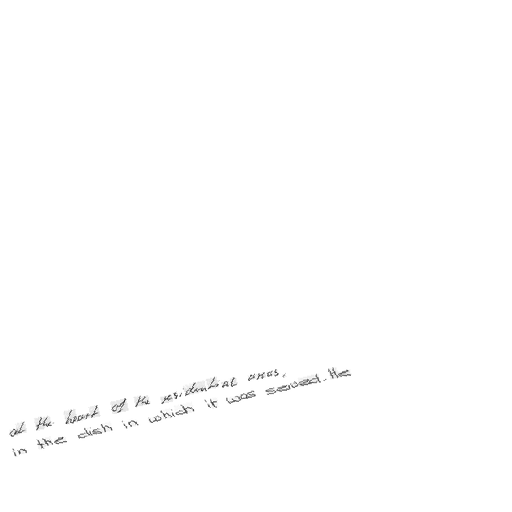 at the heart of the residential areas,
in the dish in which it was served. He